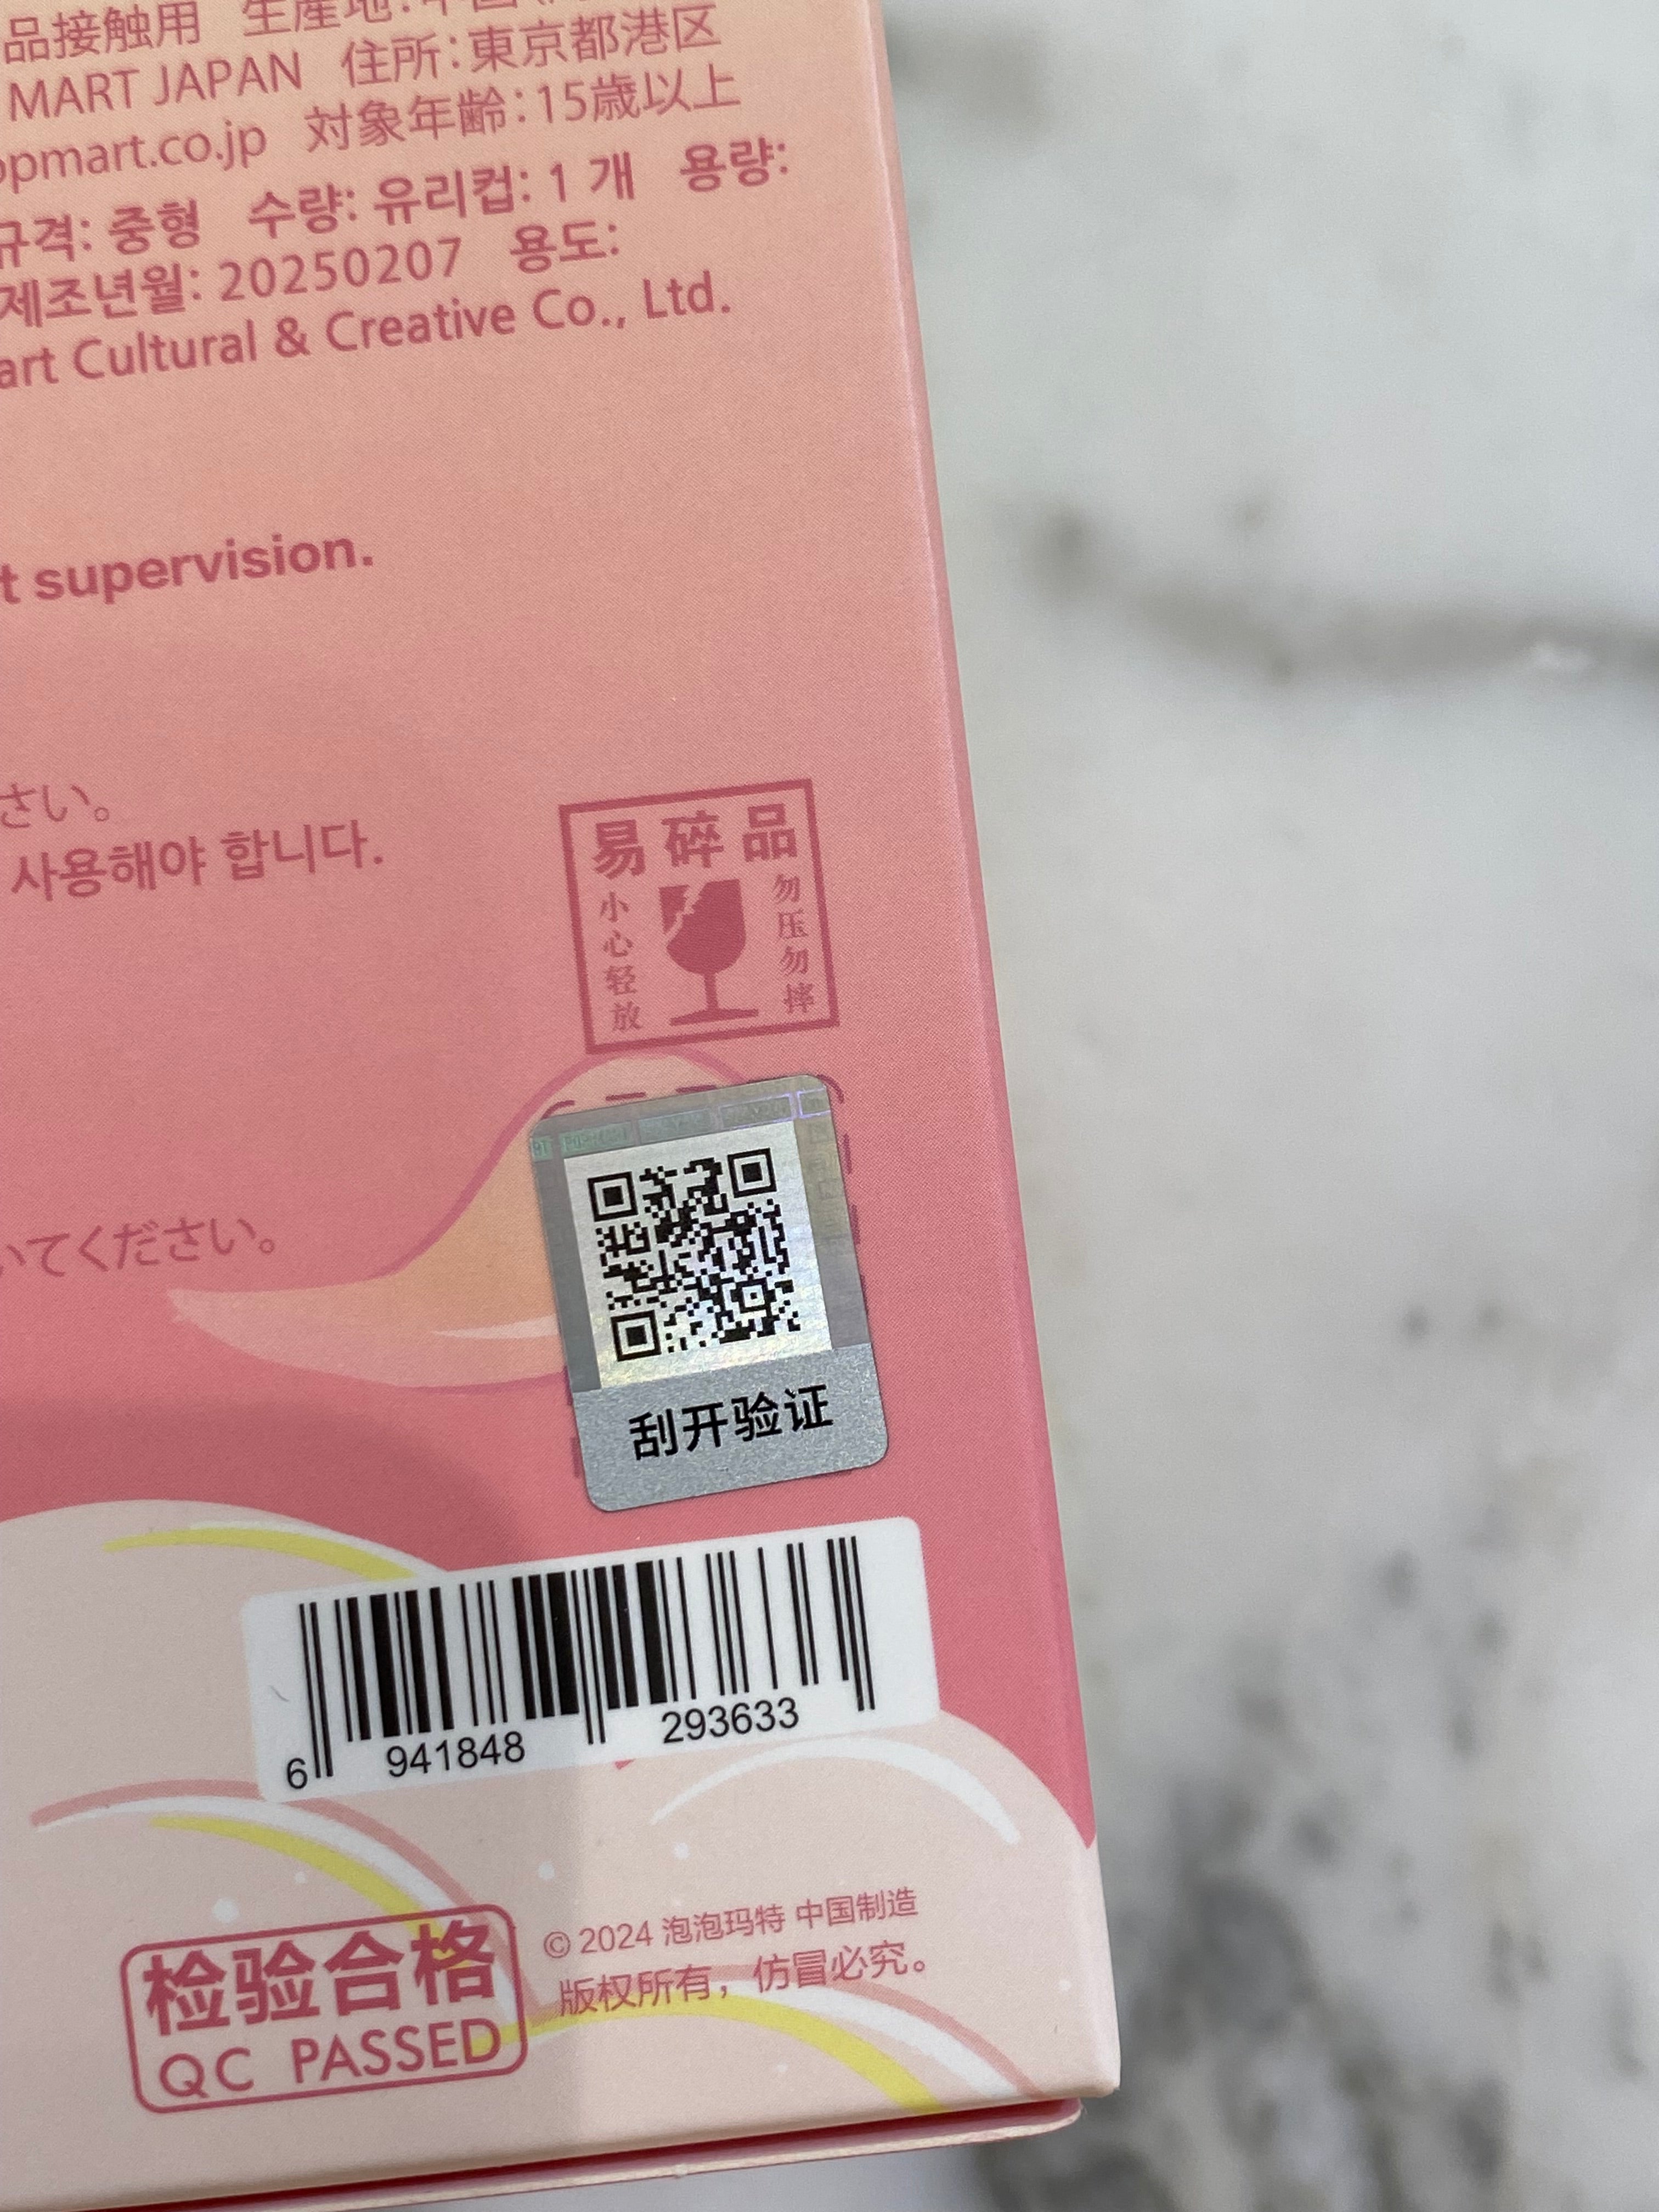 品接触用 生産地：中国
MART JAPAN 住所：東京都港区
opmart.co.jp 対象年齢：15歳以上
규격: 중형 수량: 유리컵: 1 개 용량:
제조년월: 20250207 용도:
art Cultural & Creative Co., Ltd.
t supervision.
さい。
사용해야 합니다.
易碎品
小心轻放
勿压勿摔
いてください。
刮开验证
6 941848 293633
检验合格
QC PASSED
© 2024 泡泡玛特 中国制造
版权所有，仿冒必究。